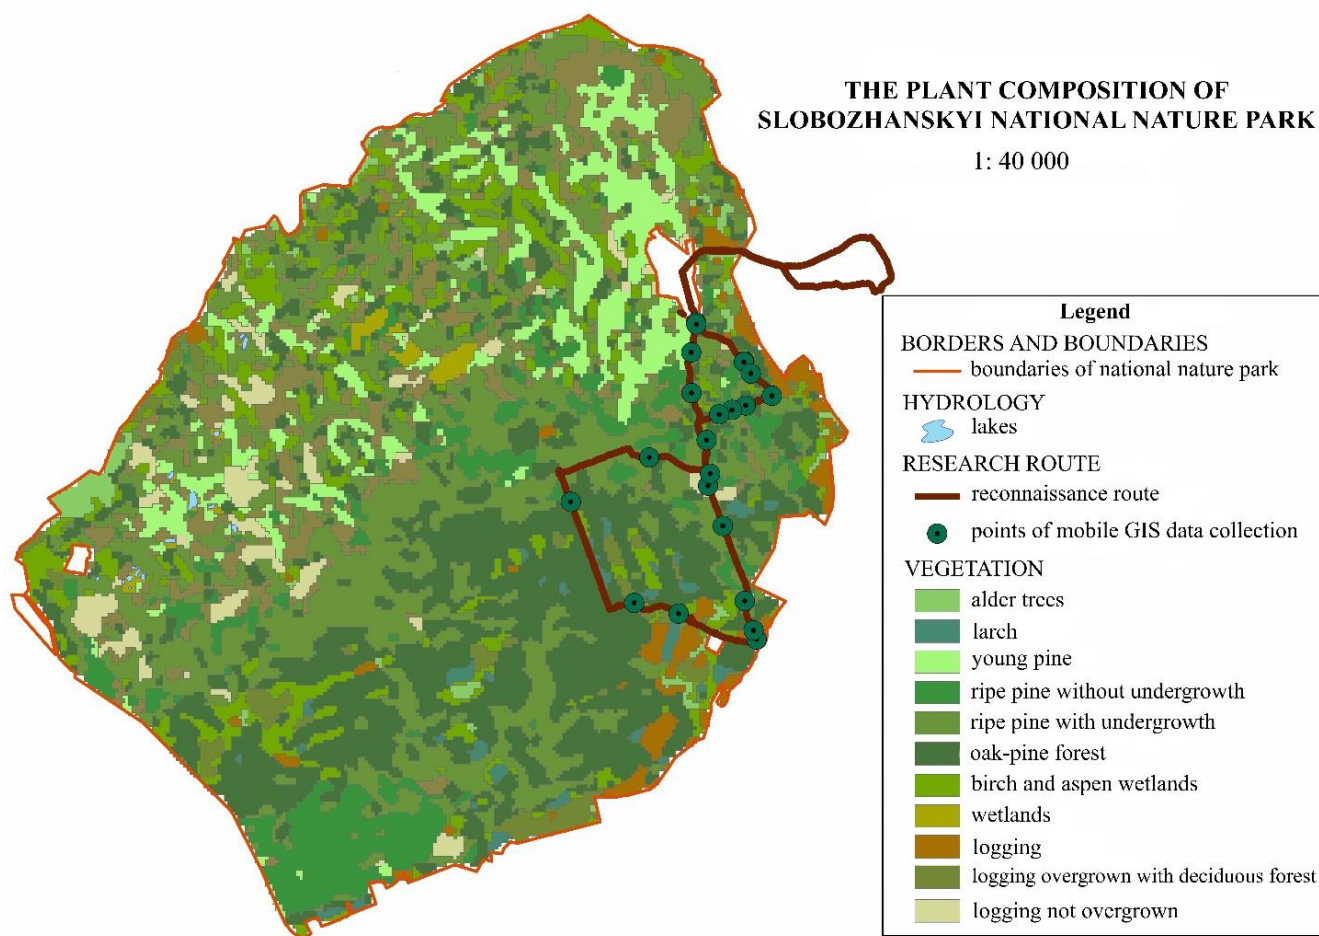 THE PLANT COMPOSITION OF
SLOBOZHANSKYI NATIONAL NATURE PARK
1: 40 000
Legend
BORDERS AND BOUNDARIES
boundaries of national nature park
HYDROLOGY
lakes
RESEARCH ROUTE
reconnaissance route
points of mobile GIS data collection
VEGETATION
alder trees
larch
young pine
ripe pine without undergrowth
ripe pine with undergrowth
oak-pine forest
birch and aspen wetlands
wetlands
logging
logging overgrown with deciduous forest
logging not overgrown